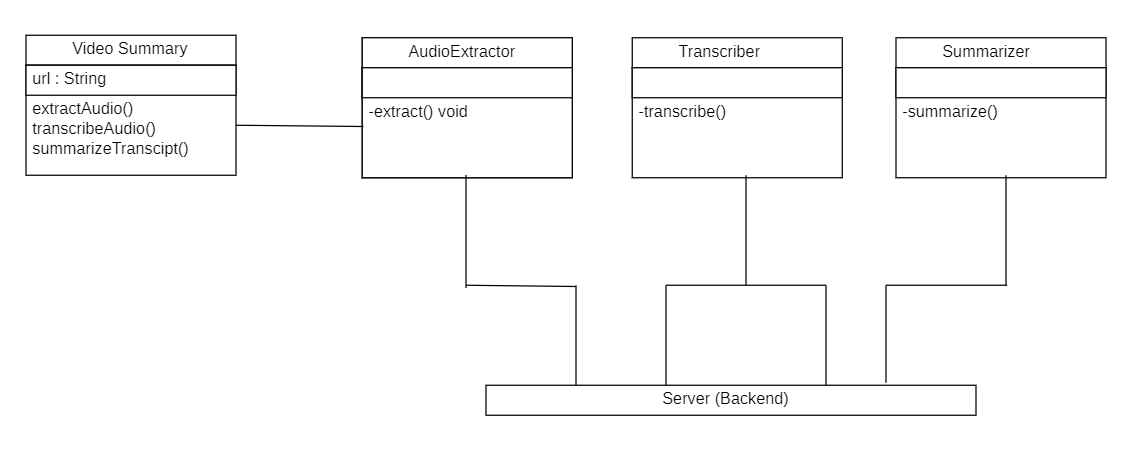 Video Summary
url : String
extractAudio()
transcribeAudio()
summarizeTranscipt()
AudioExtractor
-extract() void
Transcriber
-transcribe()
Summarizer
-summarize()
Server (Backend)